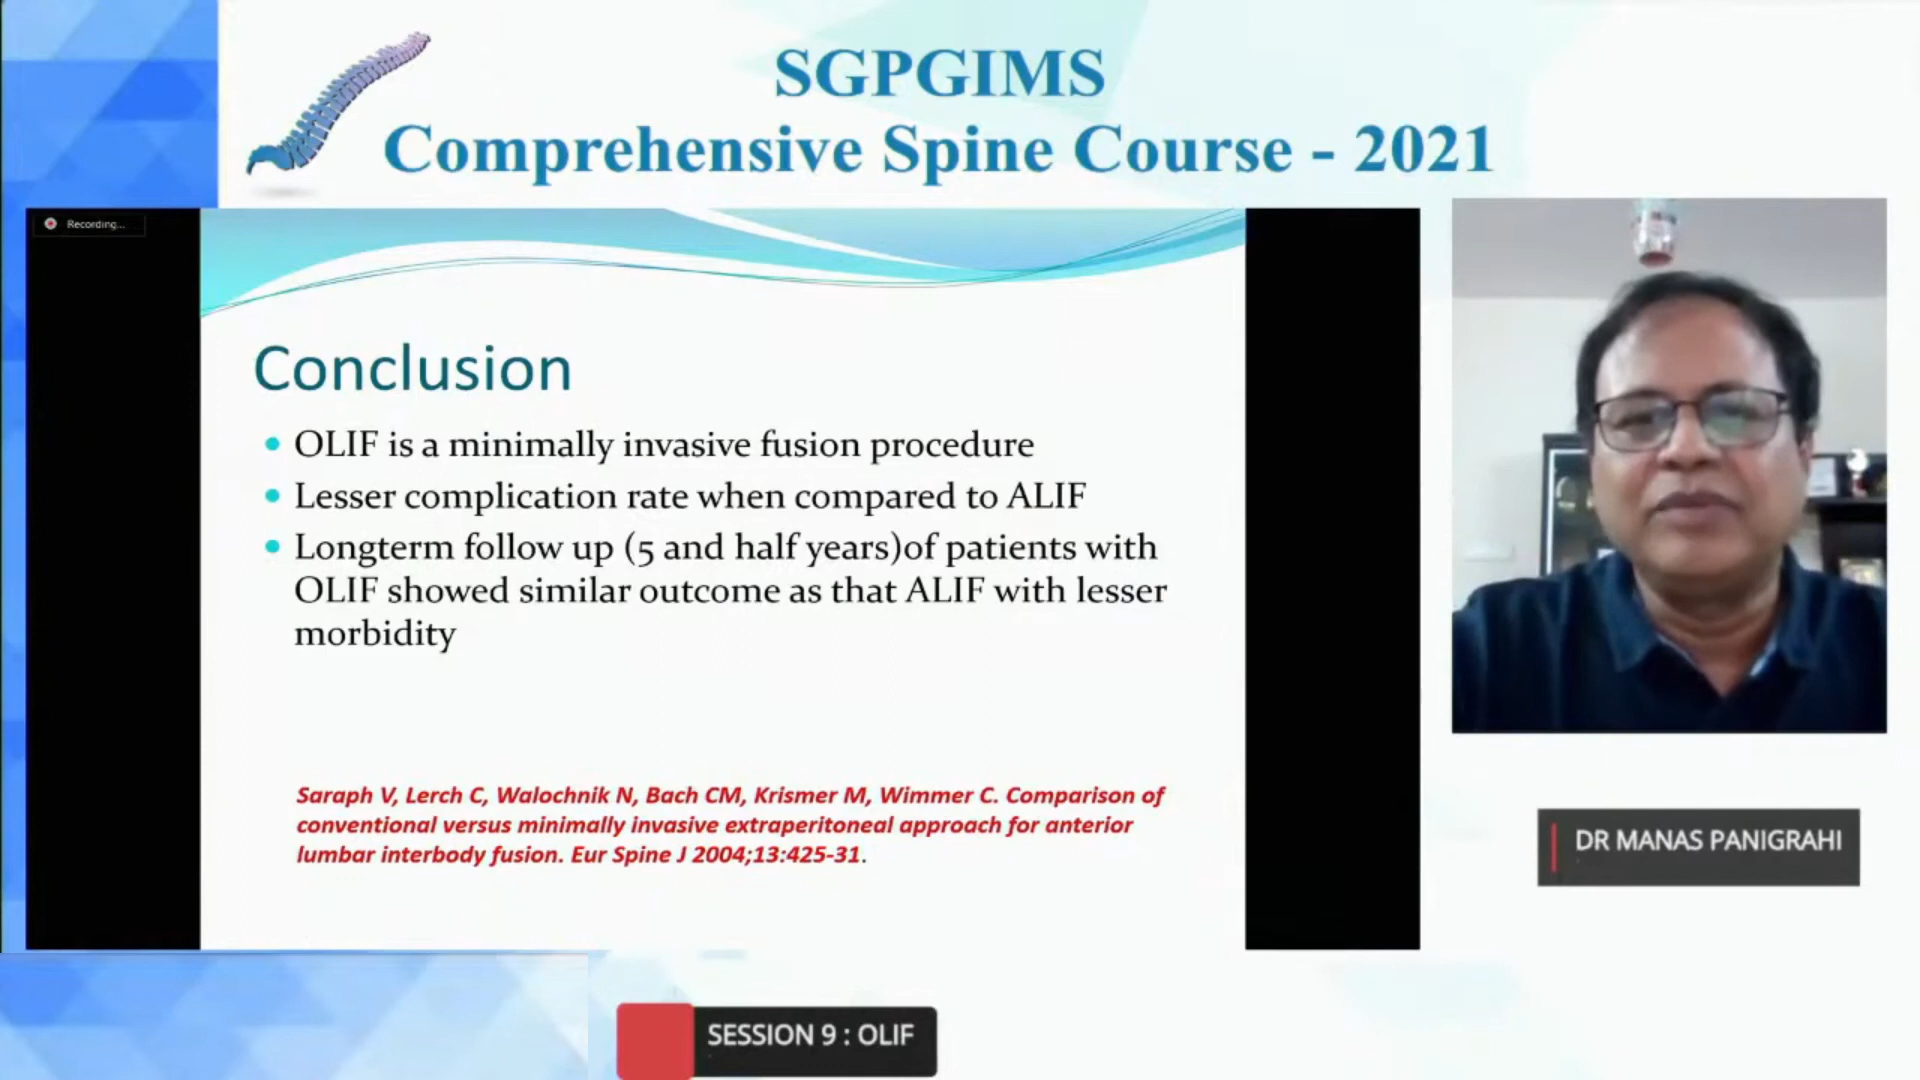 SGPGIMS
Comprehensive Spine Course - 2021
Recording...
Conclusion
OLIF is a minimally invasive fusion procedure
Lesser complication rate when compared to ALIF
Longterm follow up (5 and half years)of patients with
OLIF showed similar outcome as that ALIF with lesser
morbidity
Saraph V, Lerch C, Walochnik N, Bach CM, Krismer M, Wimmer C. Comparison of
conventional versus minimally invasive extraperitoneal approach for anterior
lumbar interbody fusion. Eur Spine J 2004;13:425-31.
DR MANAS PANIGRAHI
SESSION 9 : OLIF